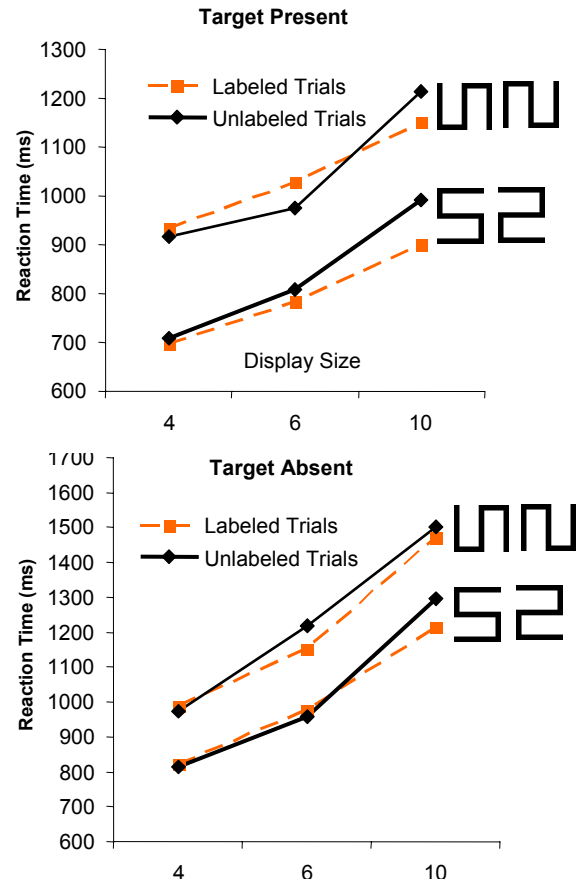 Target Present
1300
1200
1100
1000
900
800
700
600
Reaction Time (ms)
Labeled Trials
Unlabeled Trials
Display Size
4 6 10
Target Absent
1700
1600
1500
1400
1300
1200
1100
1000
900
800
700
600
Reaction Time (ms)
Labeled Trials
Unlabeled Trials
4 6 10